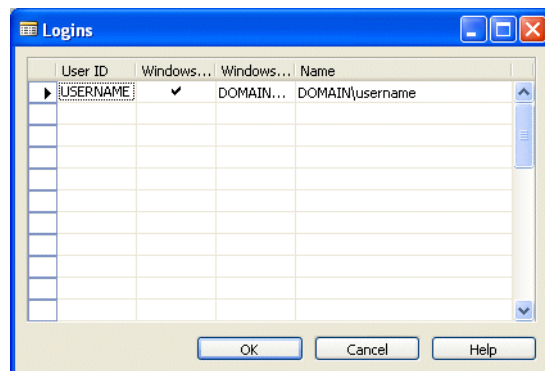 Logins
User ID Windows... Windows... Name
USERNAME DOMAIN... DOMAIN\username
OK Cancel Help